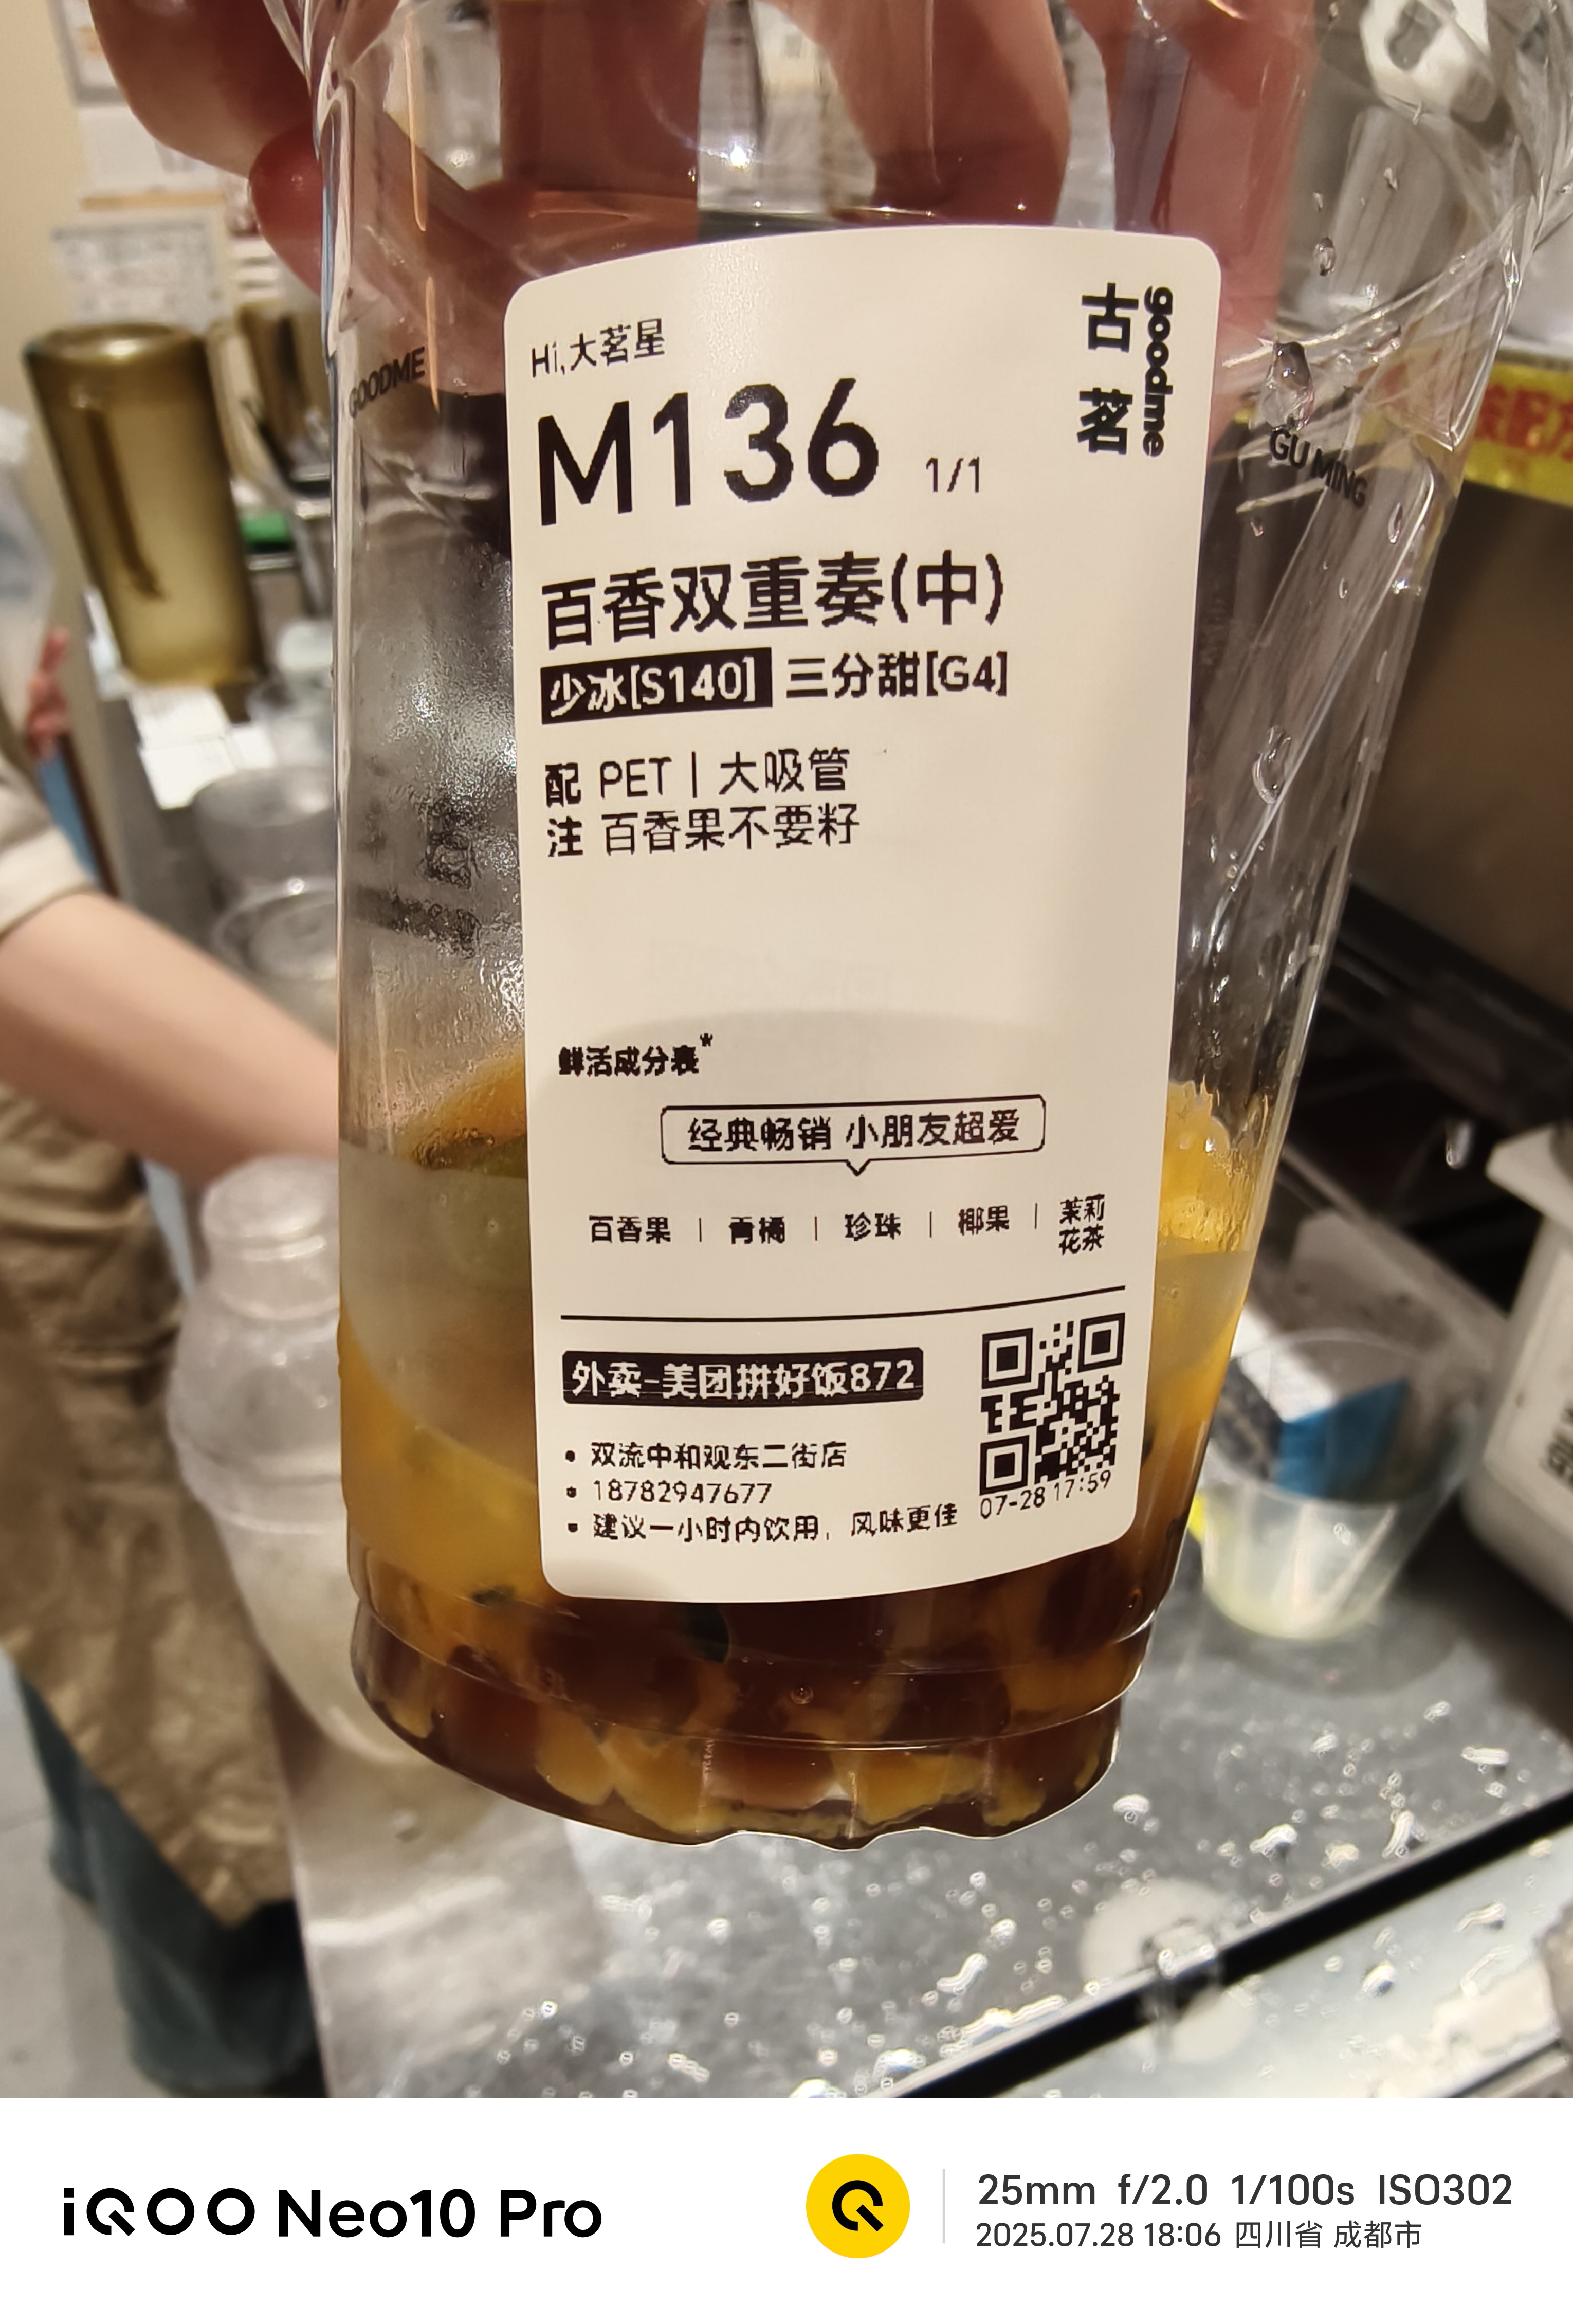 Hi,大茗星
古茗
goodme
M136 1/1
百香双重奏(中)
少冰[S140] 三分甜[G4]
配 PET | 大吸管
注 百香果不要籽
鲜活成分表*
经典畅销 小朋友超爱
百香果 | 青橘 | 珍珠 | 椰果 | 茉莉花茶
外卖-美团拼好饭872
• 双流中和观东二街店
• 18782947677
• 建议一小时内饮用，风味更佳
07-28 17:59
GOODME
GU MING
iQOO Neo10 Pro
25mm f/2.0 1/100s ISO302
2025.07.28 18:06 四川省 成都市